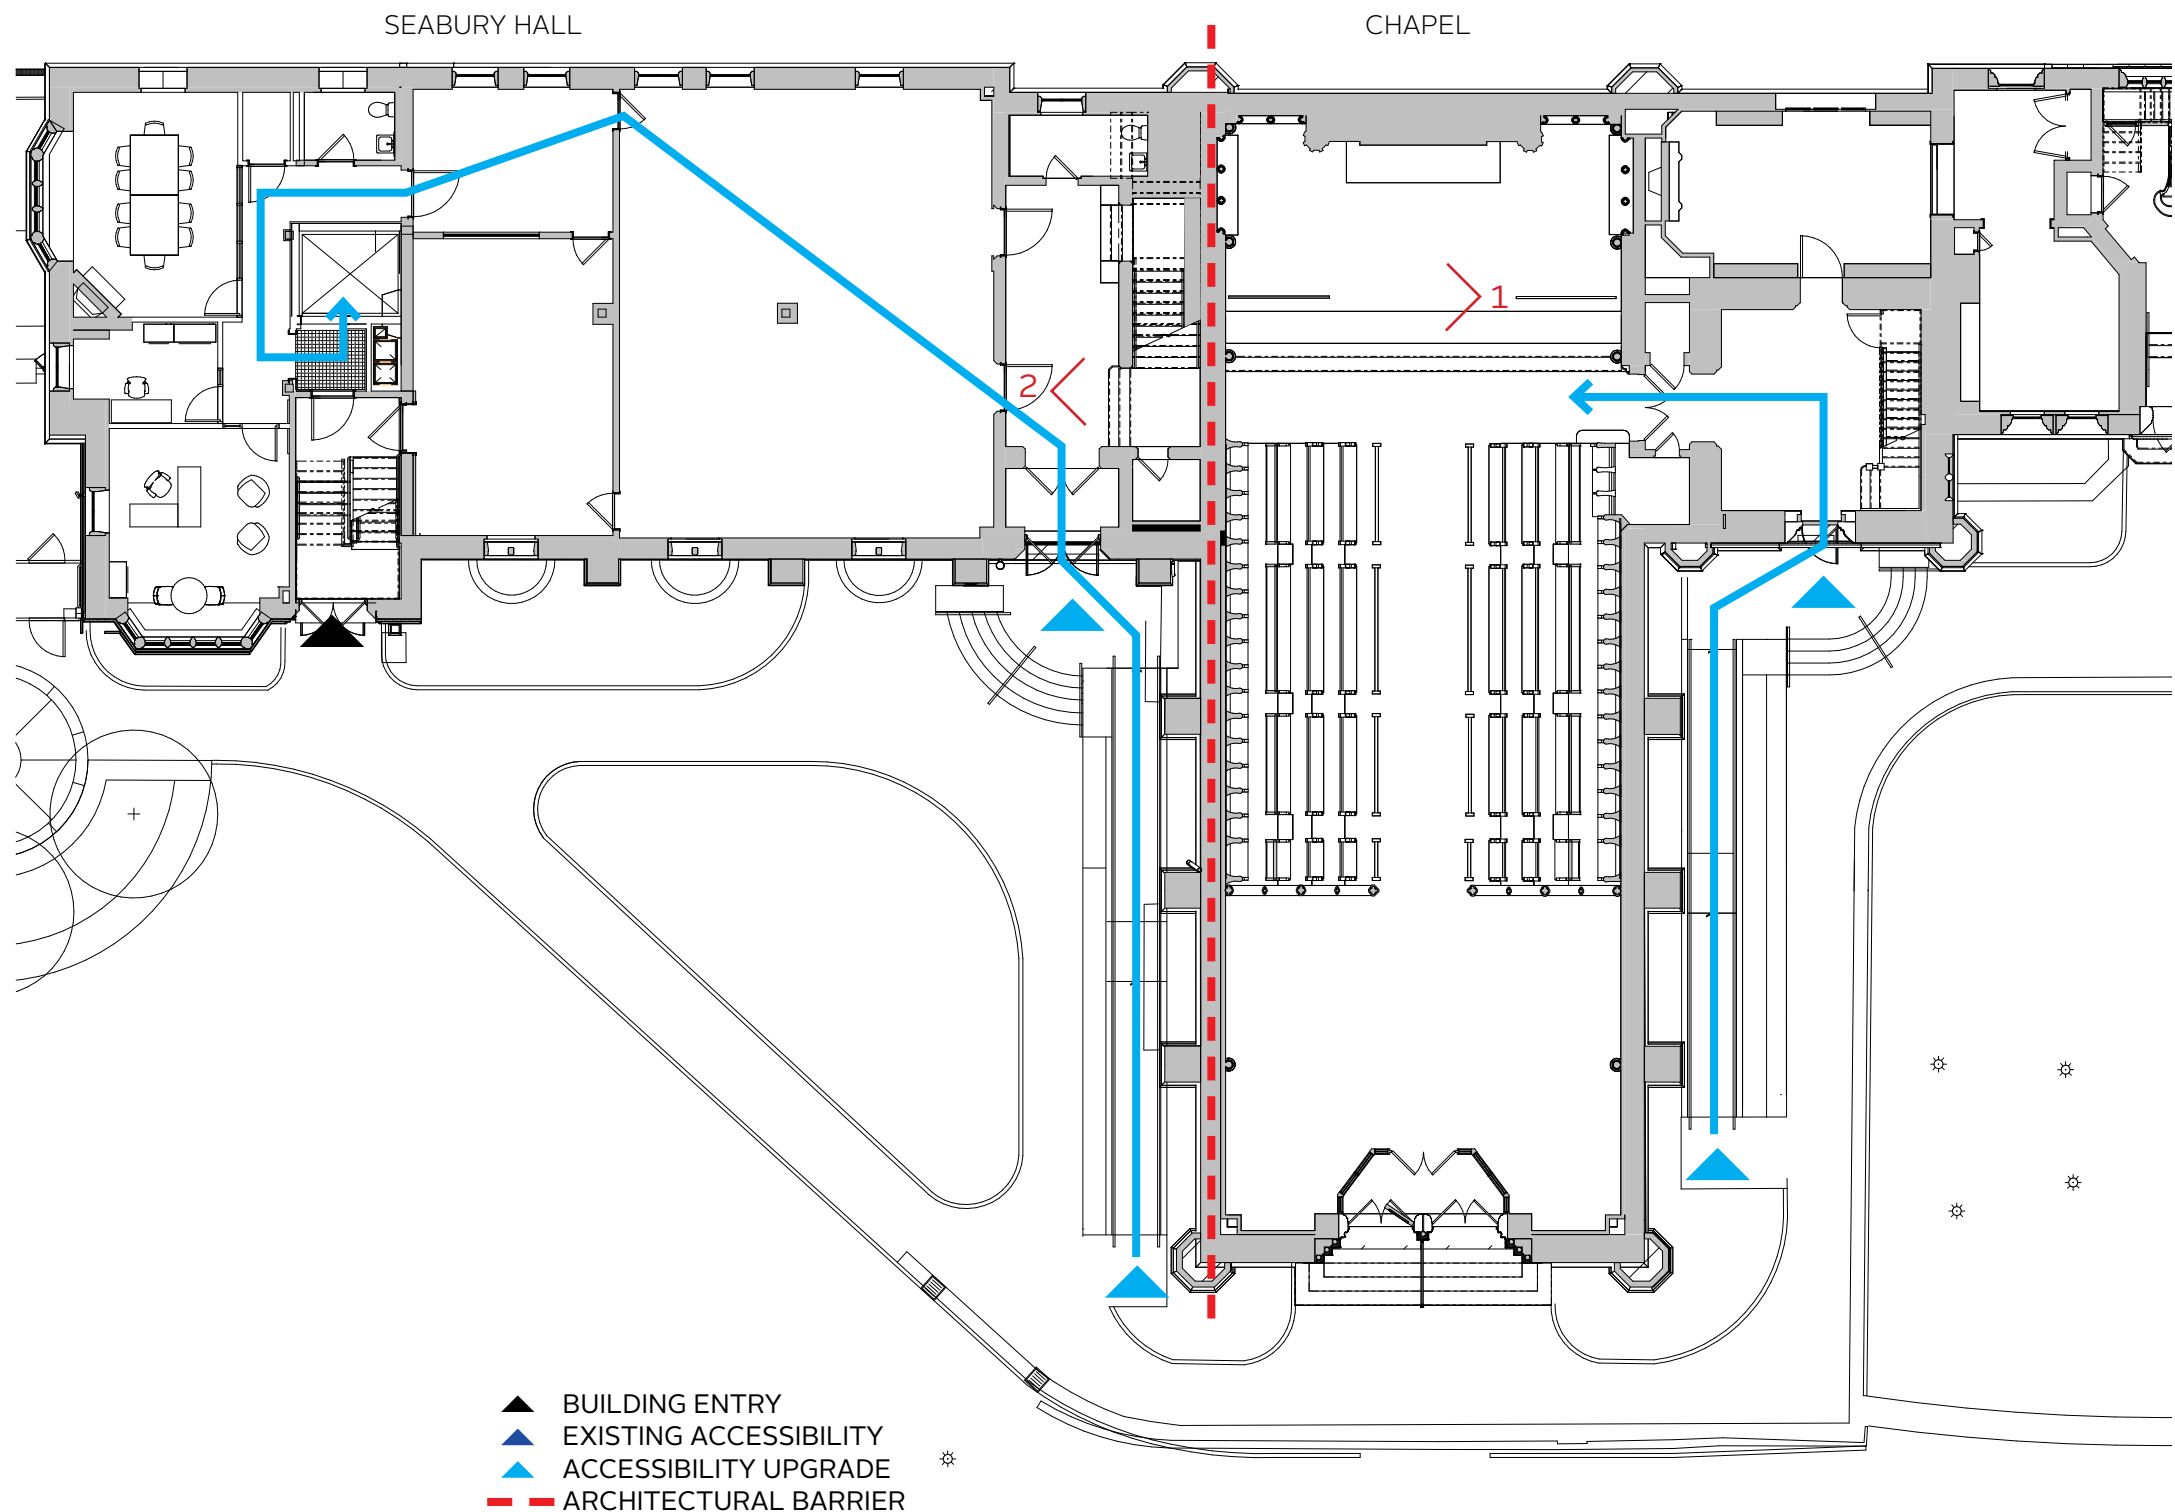 SEABURY HALL
CHAPEL
1
2
BUILDING ENTRY
EXISTING ACCESSIBILITY
ACCESSIBILITY UPGRADE
ARCHITECTURAL BARRIER